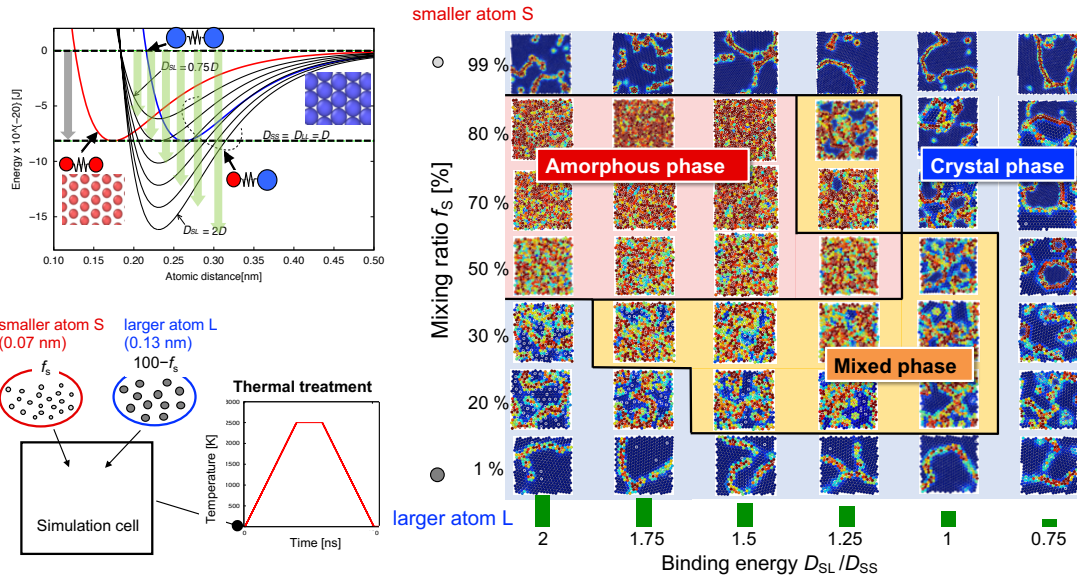 smaller atom S
Energy x 10^(-20) [J]
0
−5
−10
−15
0.10 0.15 0.20 0.25 0.30 0.35 0.40 0.45 0.50
Atomic distance[nm]
DSL = 0.75D
DSS = DLL = D
DSL = 2D
smaller atom S
(0.07 nm)
larger atom L
(0.13 nm)
fs
100−fs
Simulation cell
Thermal treatment
Temperature [K]
3000
2500
2000
1500
1000
500
0
0 0
Time [ns]
Mixing ratio fS [%]
99 %
80 %
70 %
50 %
30 %
20 %
1 %
Amorphous phase
Crystal phase
Mixed phase
larger atom L
2 1.75 1.5 1.25 1 0.75
Binding energy DSL /DSS